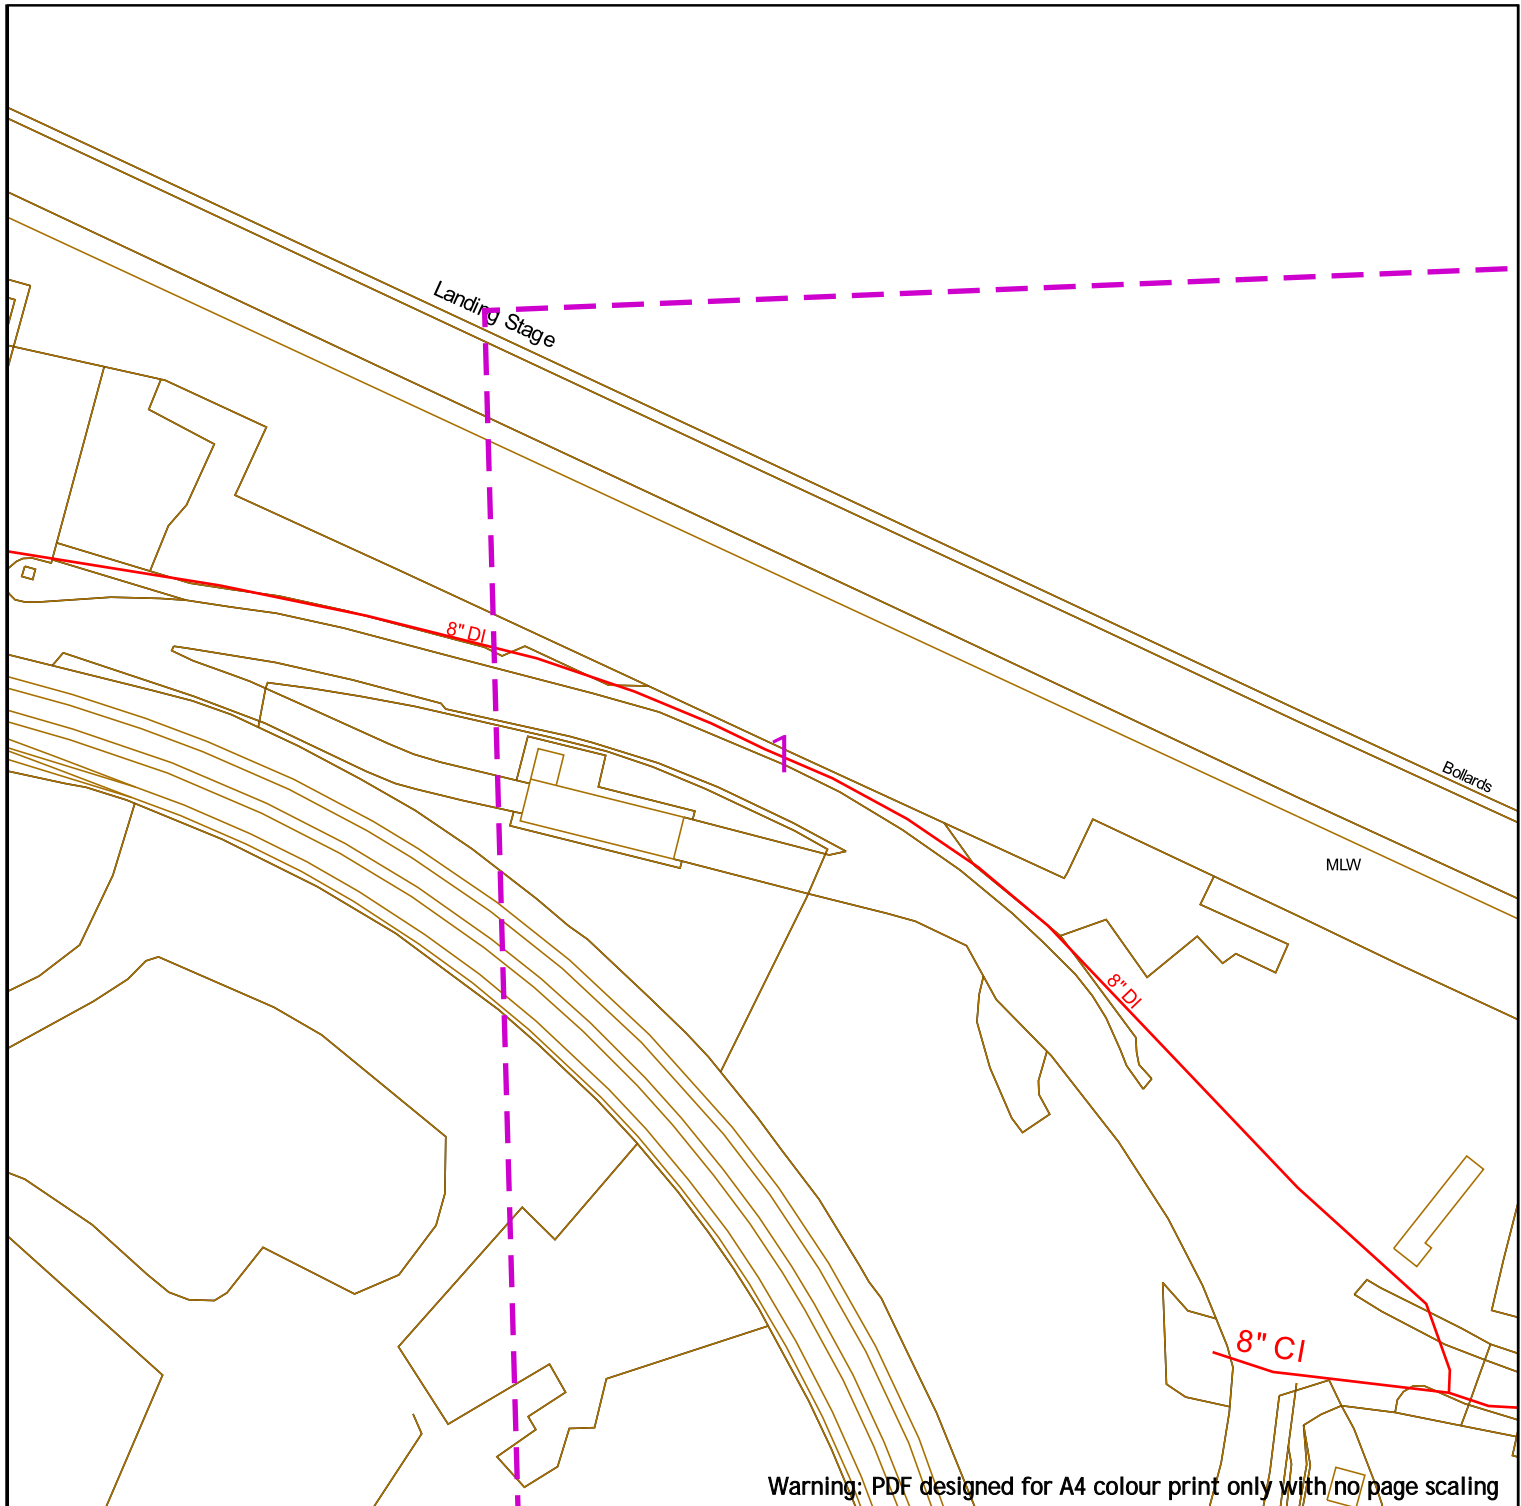 Landing Stage
8" DI
1
Bollards
MLW
8" DI
8" CI
Warning: PDF designed for A4 colour print only with no page scaling